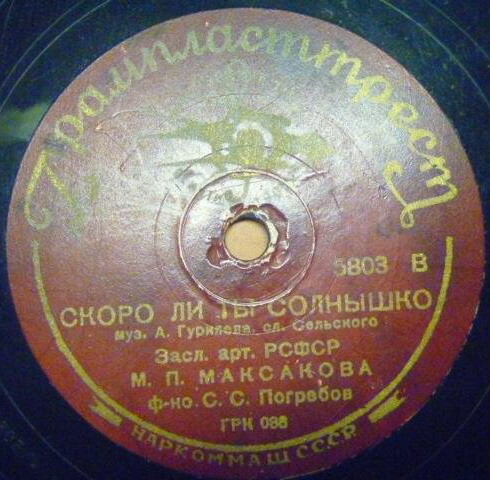 Грампласттрест
5803 В
СКОРО ЛИ ТЫ СОЛНЫШКО
муз. А. Гурилева, сл. Сельского
Засл. арт. РСФСР
М. П. МАКСАКОВА
ф-но С. С. Погребов
ГРК 086
НАРКОММАШ СССР